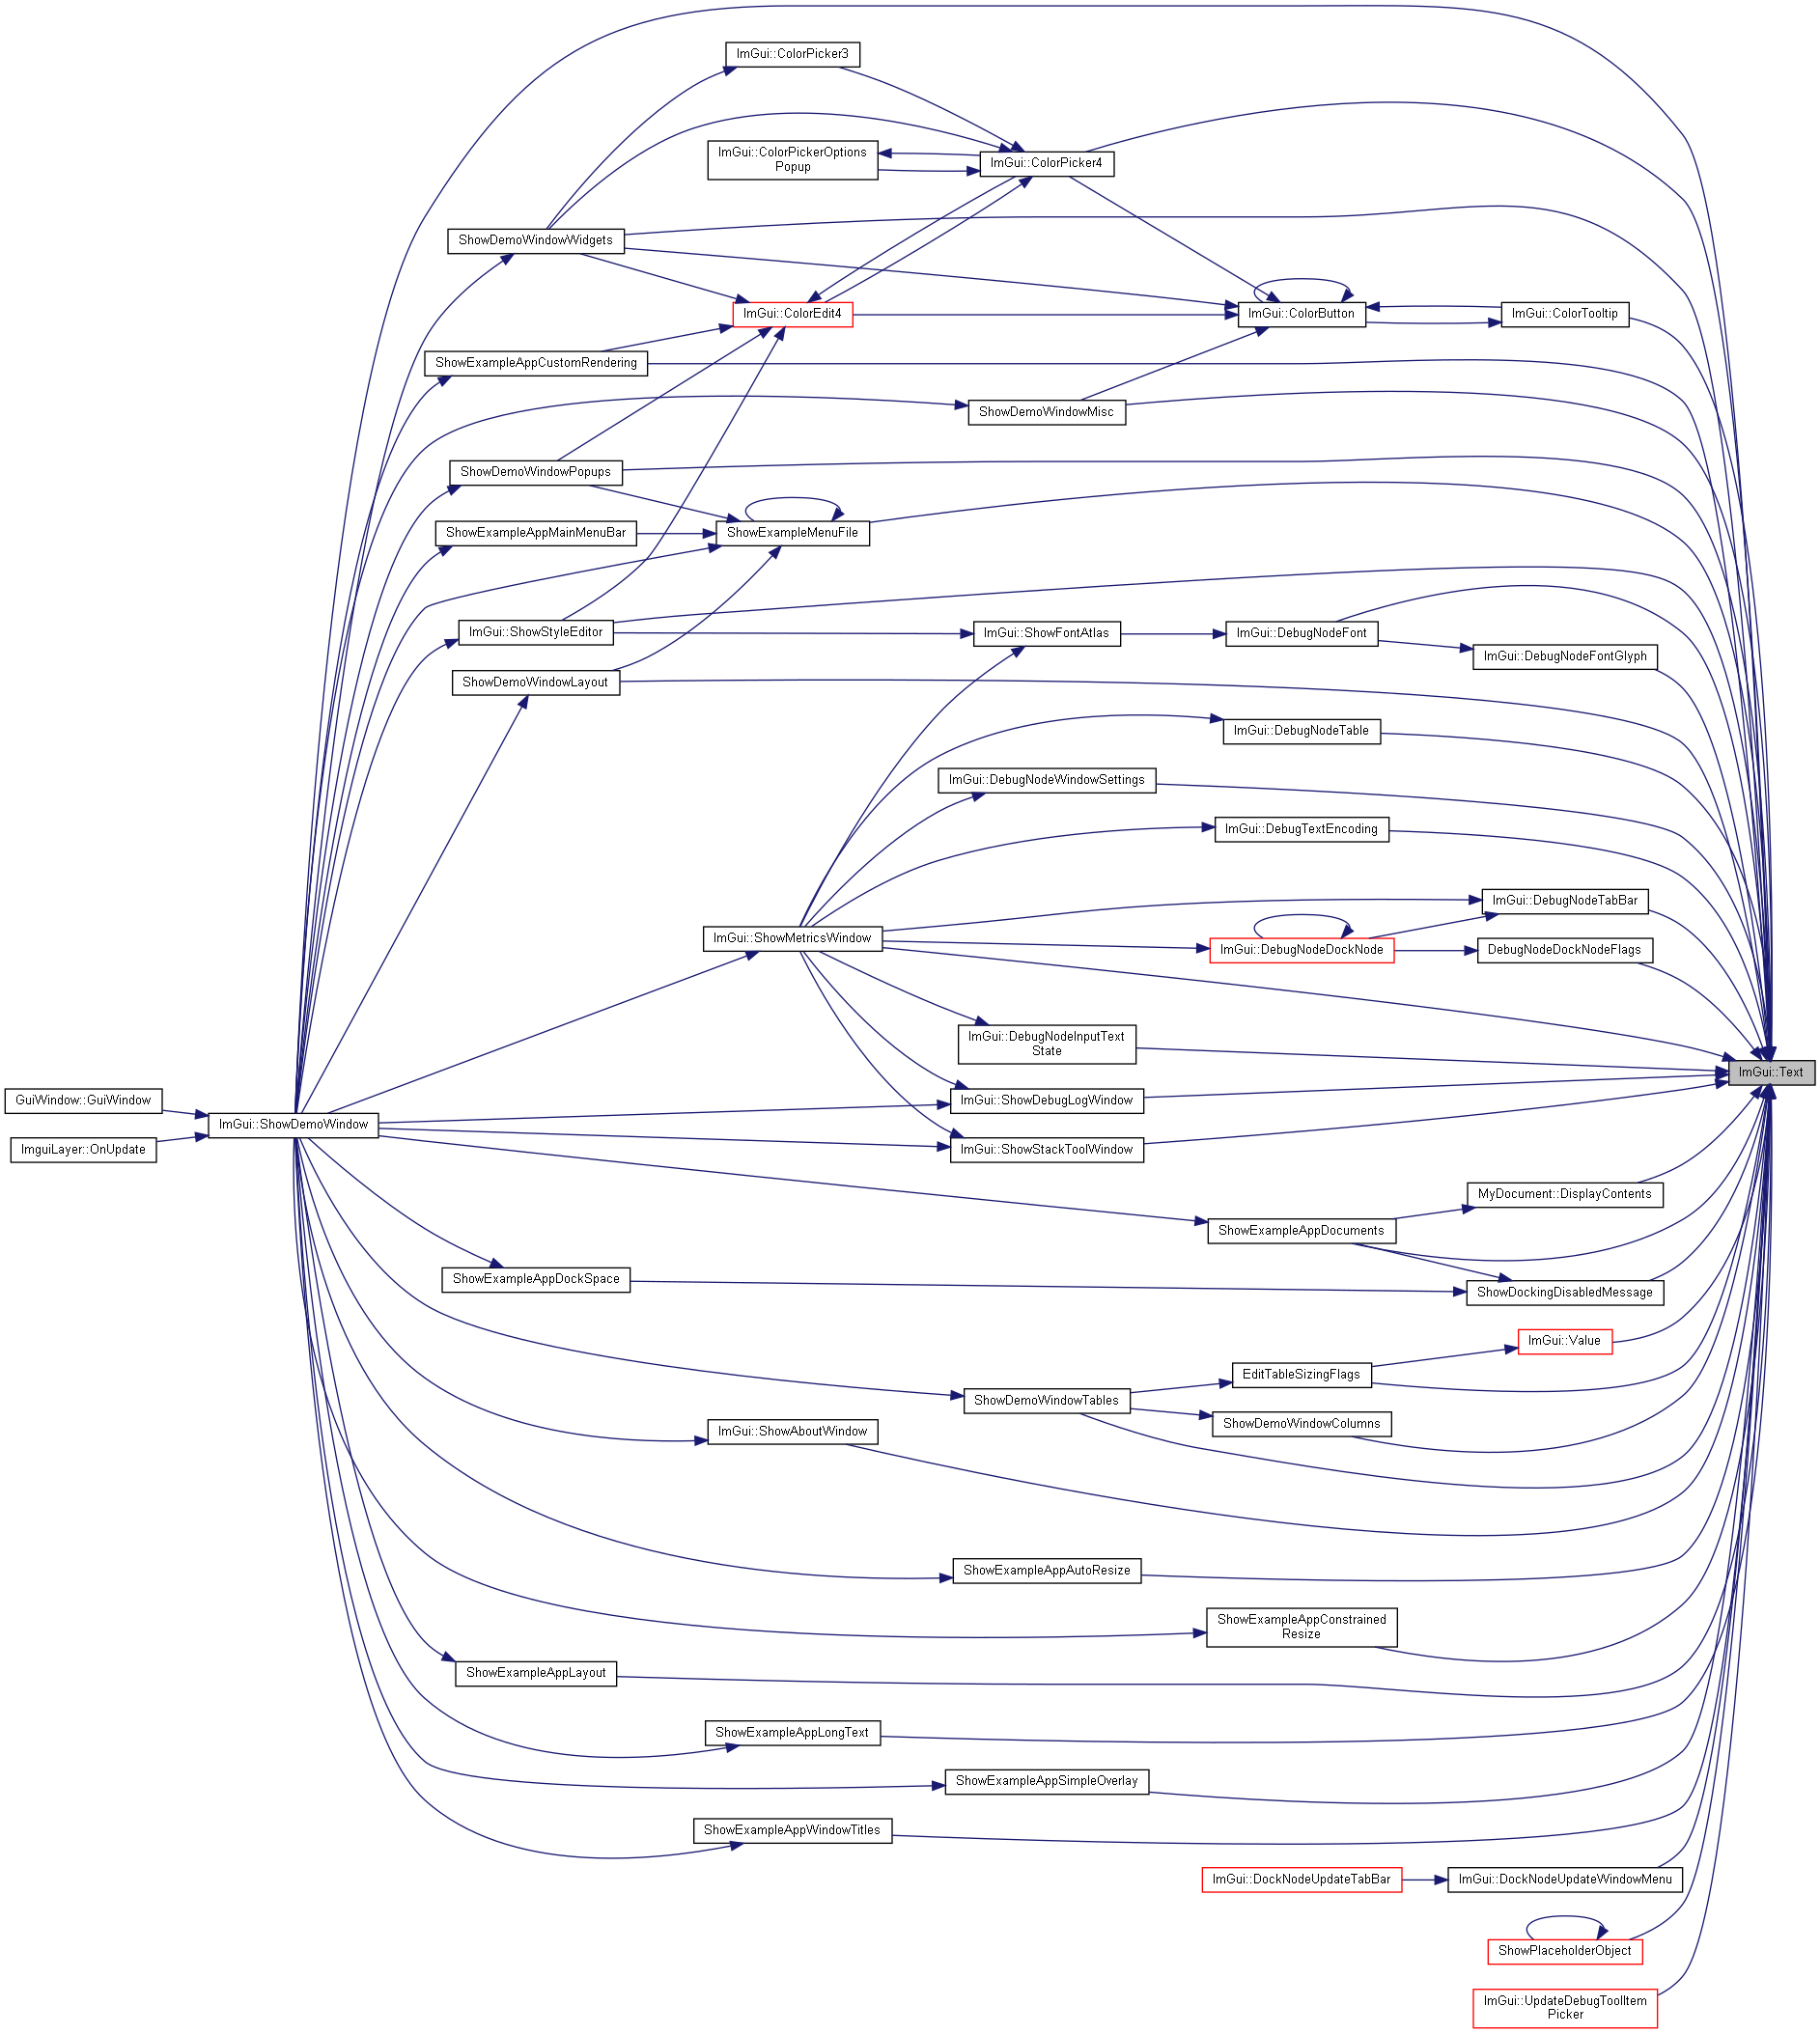 ImGui::ColorPicker3
ImGui::ColorPickerOptions
Popup
ImGui::ColorPicker4
ShowDemoWindowWidgets
ImGui::ColorEdit4
ImGui::ColorButton
ImGui::ColorTooltip
ShowExampleAppCustomRendering
ShowDemoWindowMisc
ShowDemoWindowPopups
ShowExampleAppMainMenuBar
ShowExampleMenuFile
ImGui::ShowStyleEditor
ImGui::ShowFontAtlas
ImGui::DebugNodeFont
ImGui::DebugNodeFontGlyph
ShowDemoWindowLayout
ImGui::DebugNodeTable
ImGui::DebugNodeWindowSettings
ImGui::DebugTextEncoding
ImGui::DebugNodeTabBar
ImGui::ShowMetricsWindow
ImGui::DebugNodeDockNode
DebugNodeDockNodeFlags
ImGui::DebugNodeInputText
State
ImGui::Text
GuiWindow::GuiWindow
ImGui::ShowDebugLogWindow
ImGui::ShowDemoWindow
ImguiLayer::OnUpdate
ImGui::ShowStackToolWindow
MyDocument::DisplayContents
ShowExampleAppDocuments
ShowExampleAppDockSpace
ShowDockingDisabledMessage
ImGui::Value
EditTableSizingFlags
ShowDemoWindowTables
ShowDemoWindowColumns
ImGui::ShowAboutWindow
ShowExampleAppAutoResize
ShowExampleAppConstrained
Resize
ShowExampleAppLayout
ShowExampleAppLongText
ShowExampleAppSimpleOverlay
ShowExampleAppWindowTitles
ImGui::DockNodeUpdateTabBar
ImGui::DockNodeUpdateWindowMenu
ShowPlaceholderObject
ImGui::UpdateDebugToolItem
Picker